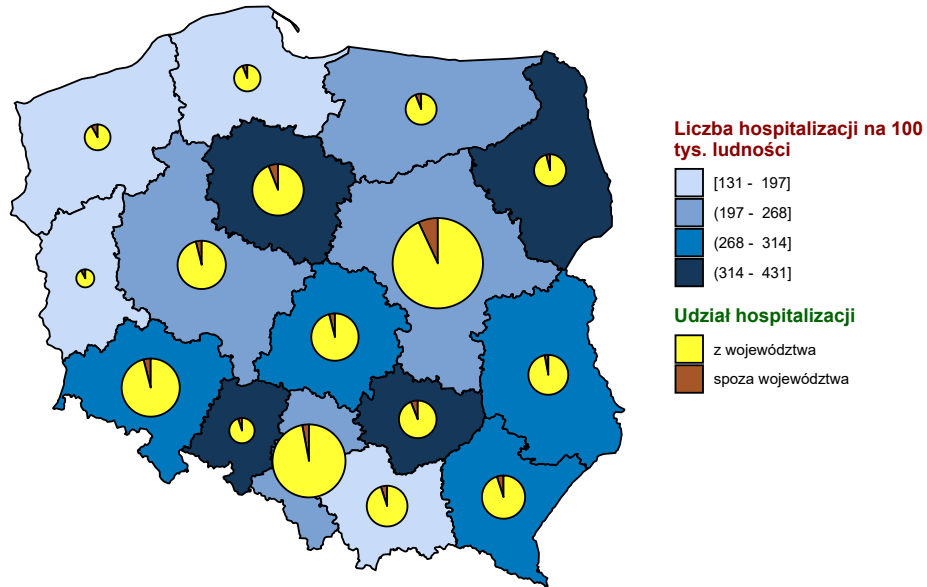 Liczba hospitalizacji na 100
tys. ludności
[131 - 197]
(197 - 268]
(268 - 314]
(314 - 431]
Udział hospitalizacji
z województwa
spoza województwa